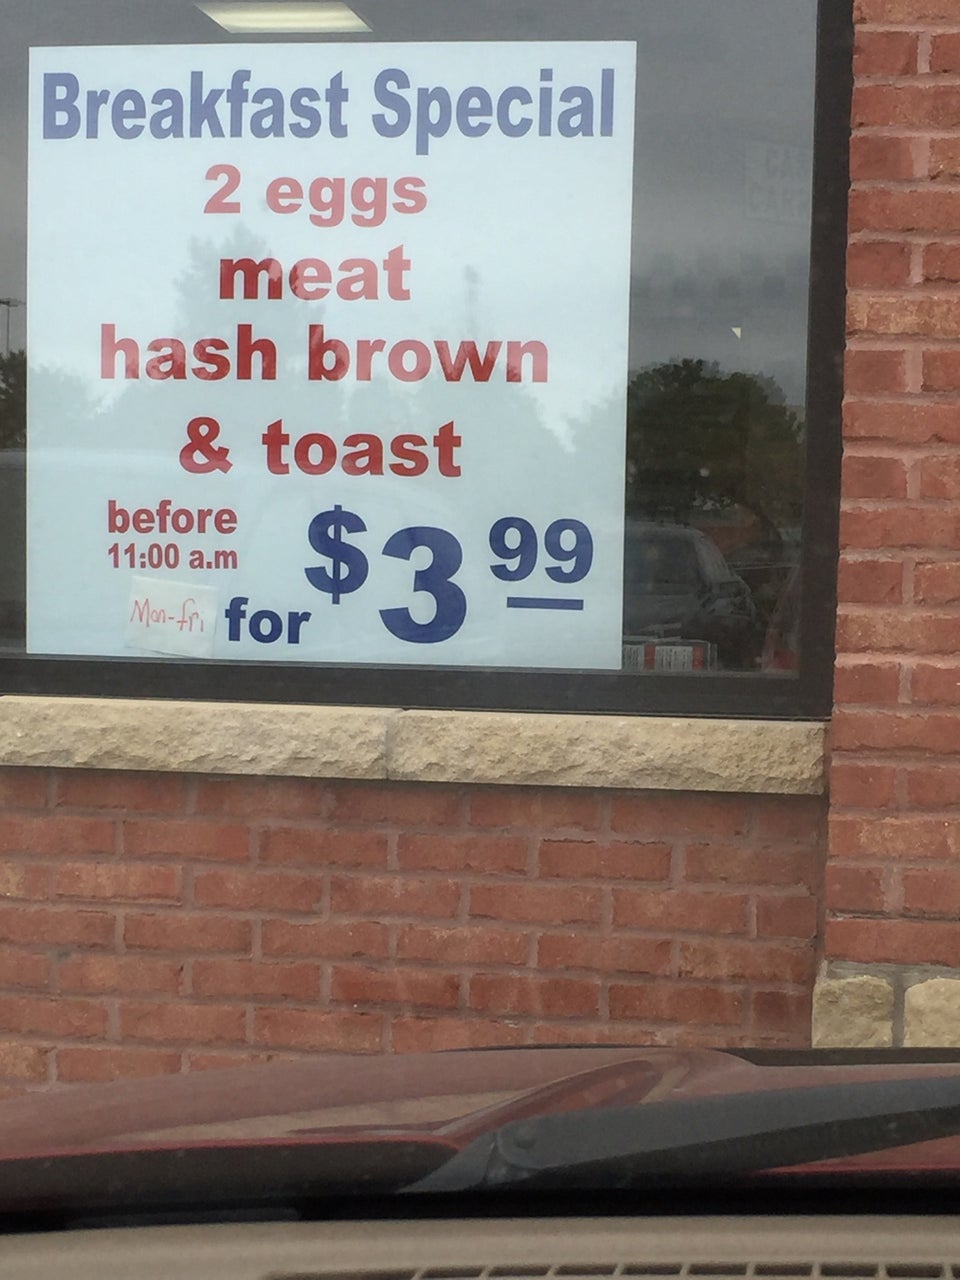 Breakfast Special
2 eggs
meat
hash brown
& toast
before
11:00 a.m
Mon-fri
for $3 99